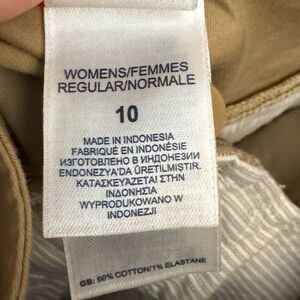 WOMENS/FEMMES
REGULAR/NORMALE
10
MADE IN INDONESIA
FABRIQUÉ EN INDONÉSIE
ИЗГОТОВЛЕНО В ИНДОНЕЗИИ
ENDONEZYA'DA ÜRETILMIŞTIR.
ΚΑΤΑΣΚΕΥΑΖΕΤΑΙ ΣΤΗΝ
ΙΝΔΟΝΗΣΙΑ
WYPRODUKOWANO W
INDONEZJI
GB: 99% COTTON/1% ELASTANE